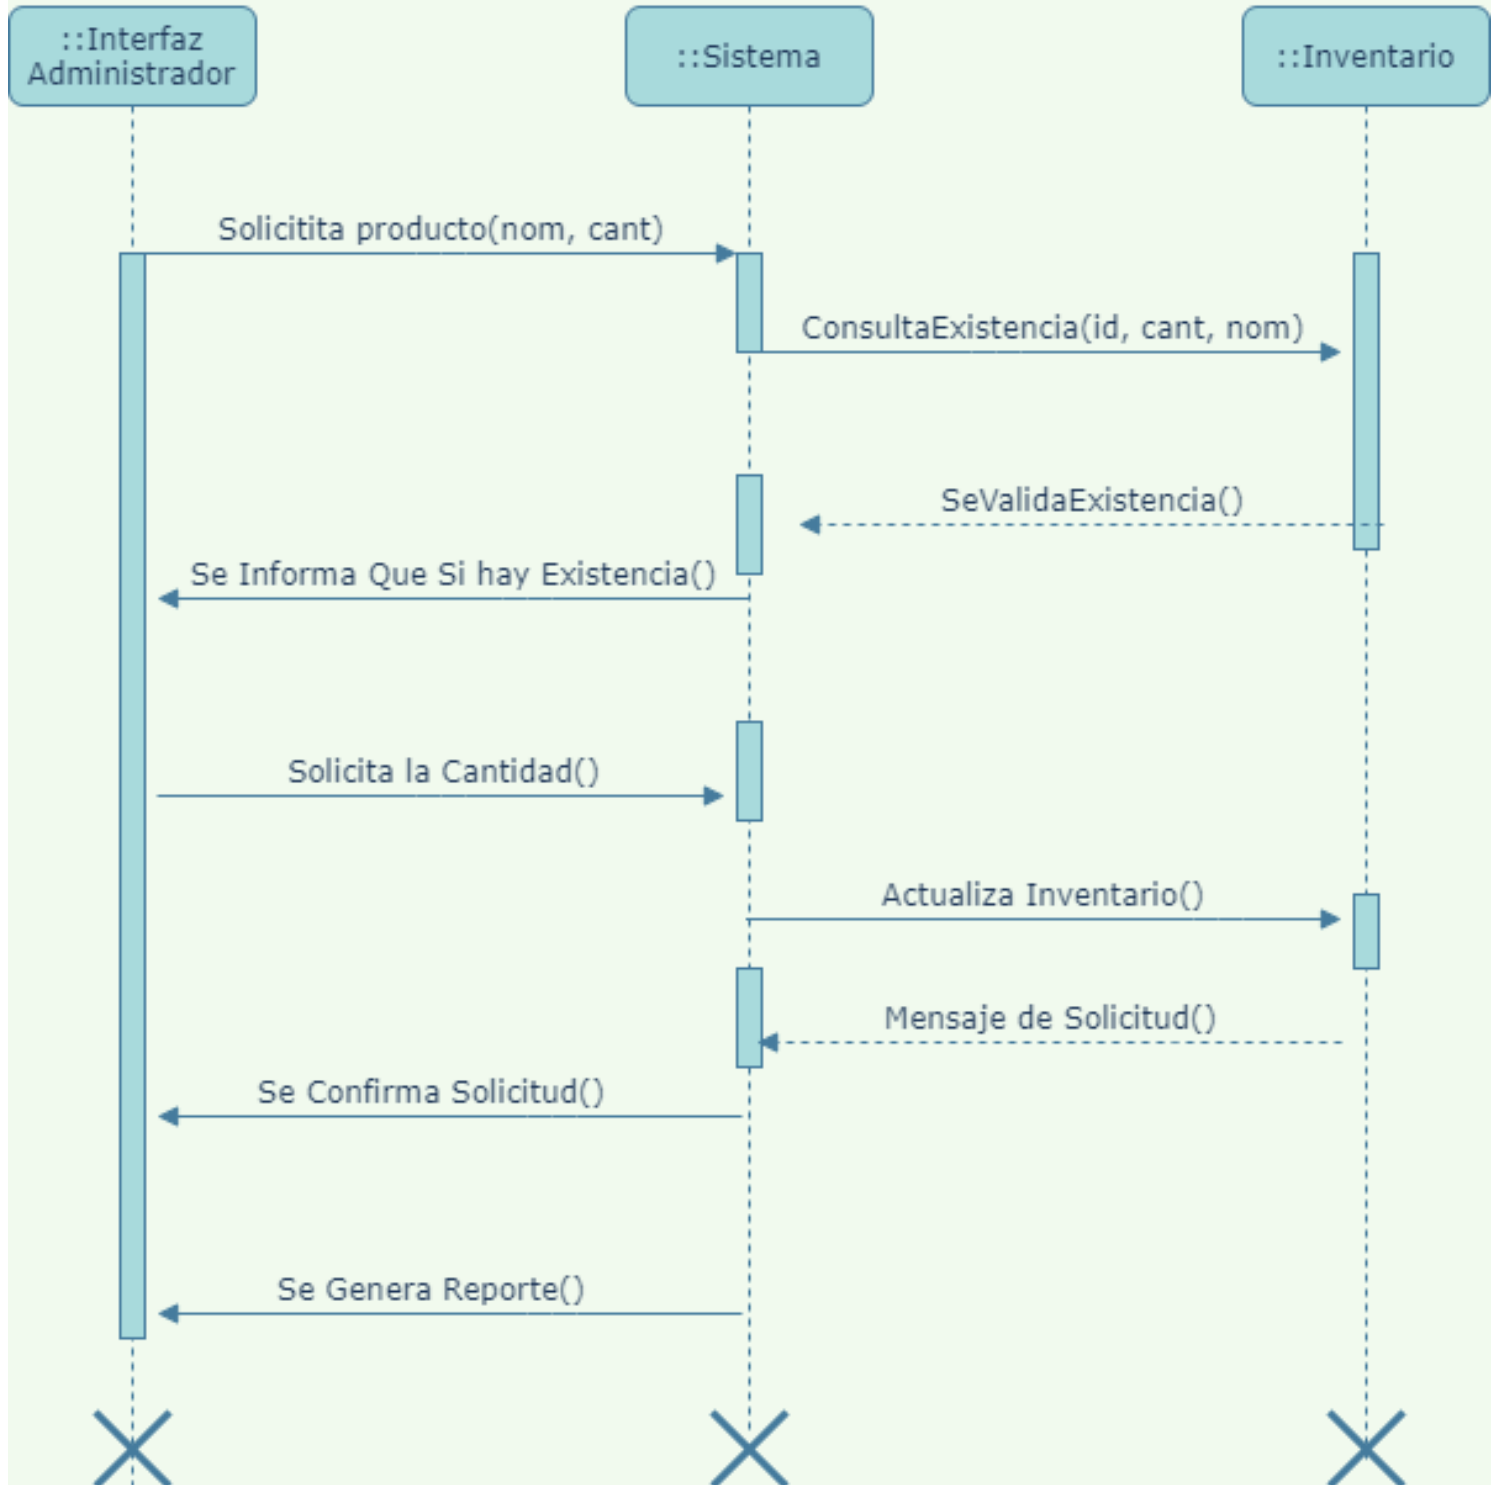 ::Interfaz
Administrador
::Sistema
::Inventario
Solicitita producto(nom, cant)
ConsultaExistencia(id, cant, nom)
SeValidaExistencia()
Se Informa Que Si hay Existencia()
Solicita la Cantidad()
Actualiza Inventario()
Mensaje de Solicitud()
Se Confirma Solicitud()
Se Genera Reporte()